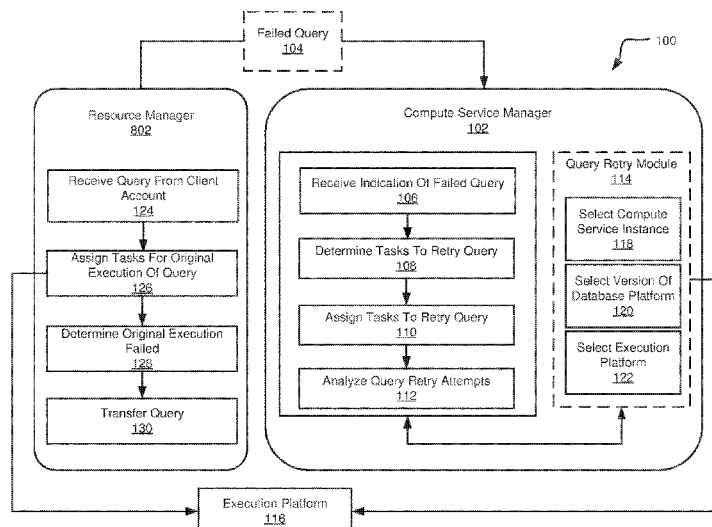 Failed Query
104
100
Resource Manager
802
Receive Query From Client
Account
124
Assign Tasks For Original
Execution Of Query
126
Determine Original Execution
Failed
128
Transfer Query
130
Compute Service Manager
102
Receive Indication Of Failed Query
106
Determine Tasks To Retry Query
108
Assign Tasks To Retry Query
110
Analyze Query Retry Attempts
112
Query Retry Module
114
Select Compute
Service Instance
118
Select Version Of
Database Platform
120
Select Execution
Platform
122
Execution Platform
116